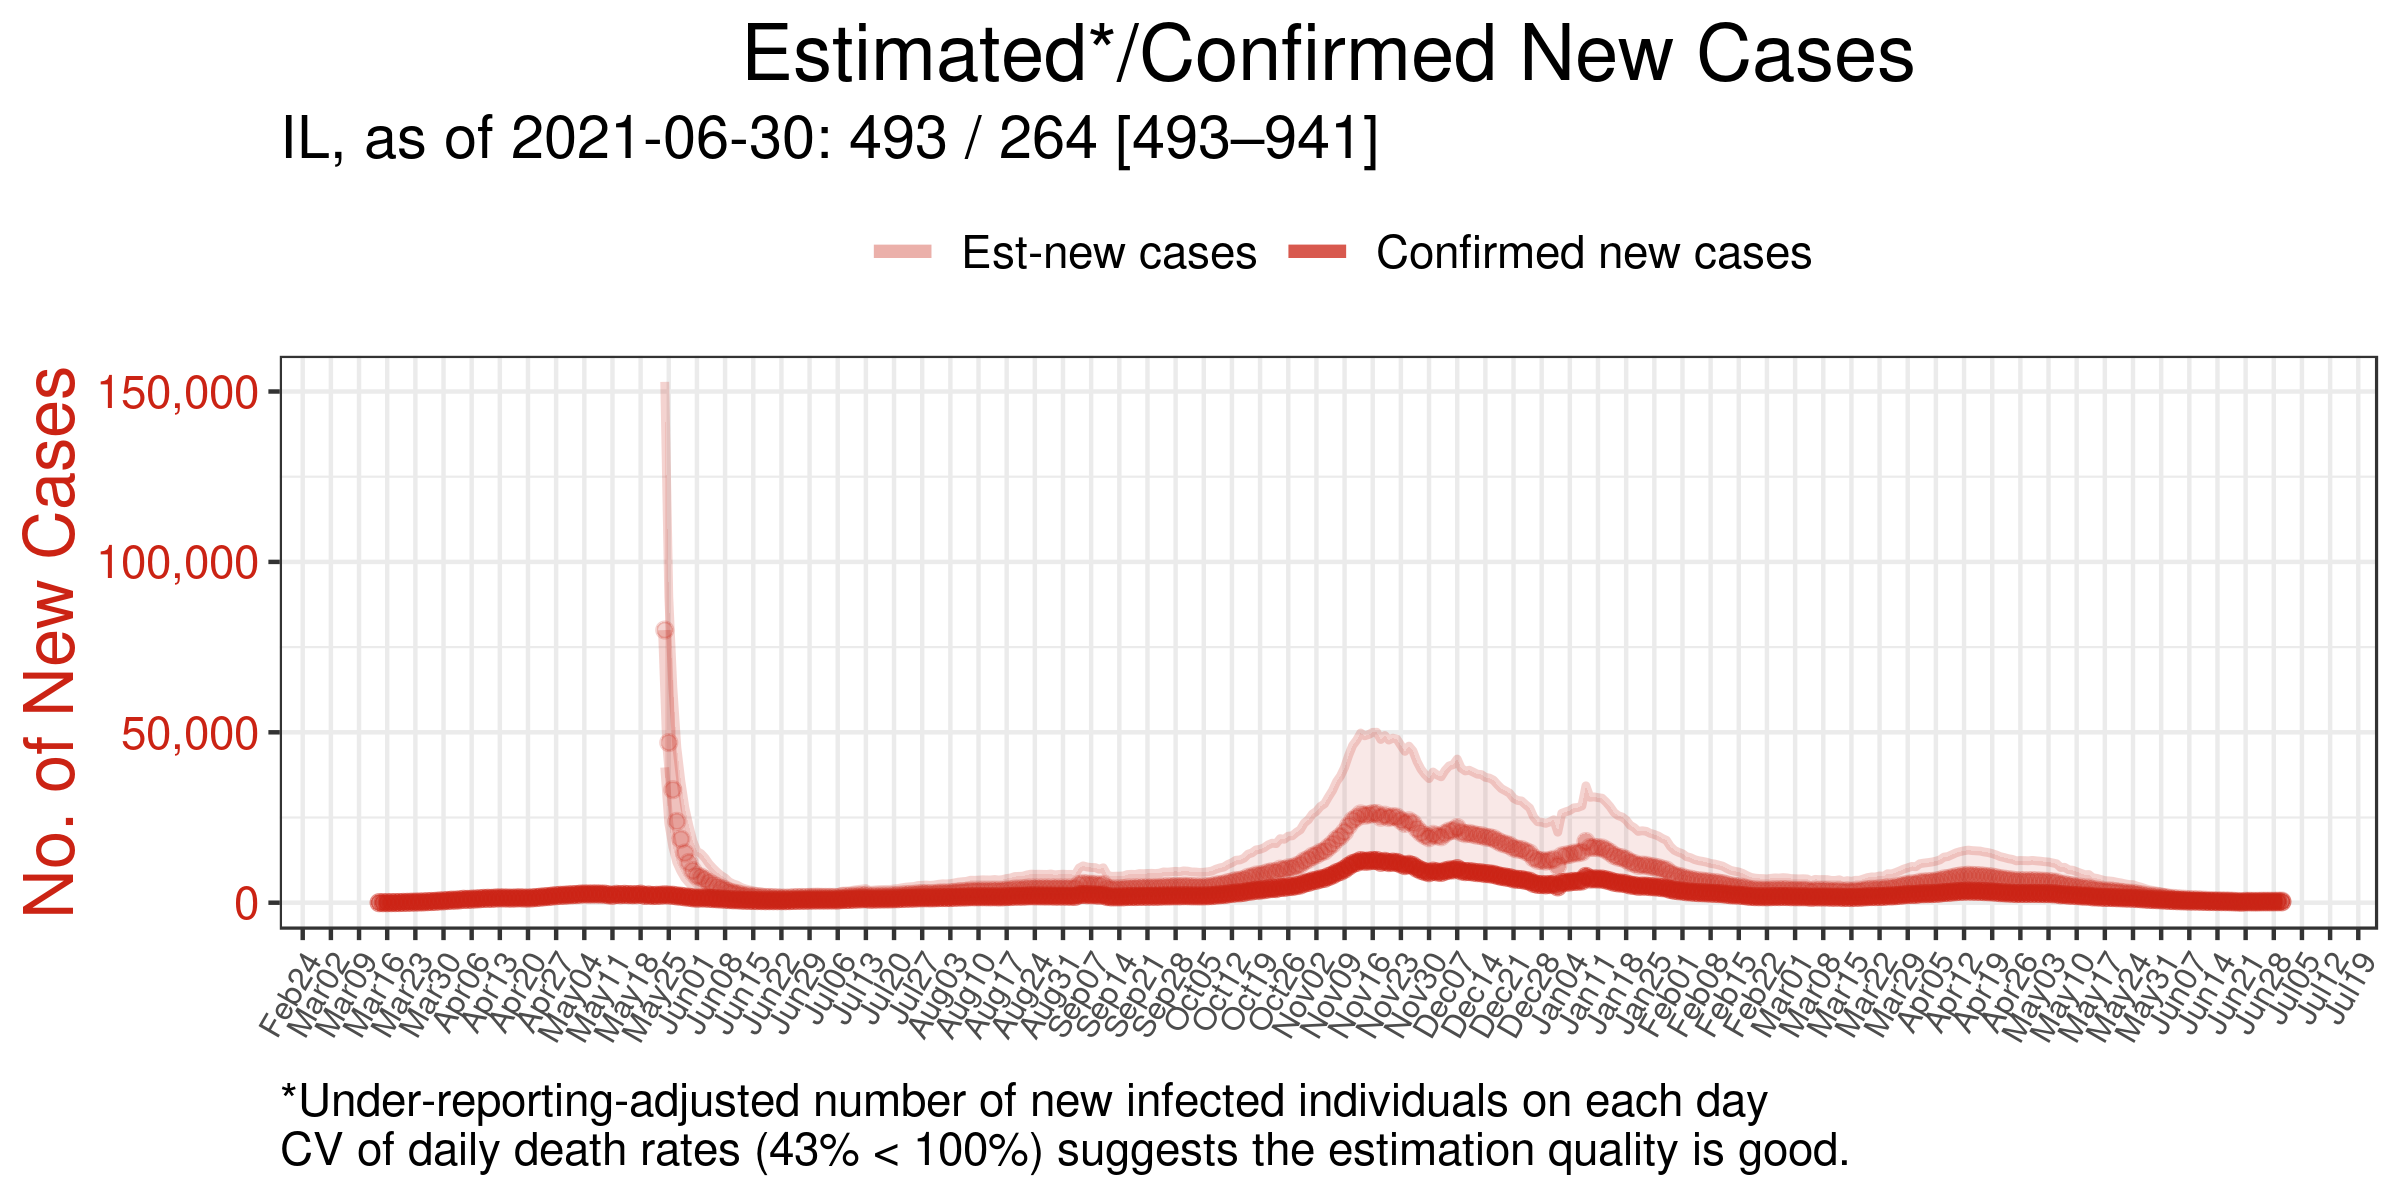 Estimated*/Confirmed New Cases
IL, as of 2021-06-30: 493 / 264 [493–941]
Est-new cases
Confirmed new cases
No. of New Cases
150,000
100,000
50,000
0
Feb24
Mar02
Mar09
Mar16
Mar23
Mar30
Apr06
Apr13
Apr20
Apr27
May04
May11
May18
May25
Jun01
Jun08
Jun15
Jun22
Jun29
Jul06
Jul13
Jul20
Jul27
Aug03
Aug10
Aug17
Aug24
Aug31
Sep07
Sep14
Sep21
Sep28
Oct05
Oct12
Oct19
Oct26
Nov02
Nov09
Nov16
Nov23
Nov30
Dec07
Dec14
Dec21
Dec28
Jan04
Jan11
Jan18
Jan25
Feb01
Feb08
Feb15
Feb22
Mar01
Mar08
Mar15
Mar22
Mar29
Apr05
Apr12
Apr19
Apr26
May03
May10
May17
May24
May31
Jun07
Jun14
Jun21
Jun28
Jul05
Jul12
Jul19
*Under-reporting-adjusted number of new infected individuals on each day
CV of daily death rates (43% < 100%) suggests the estimation quality is good.